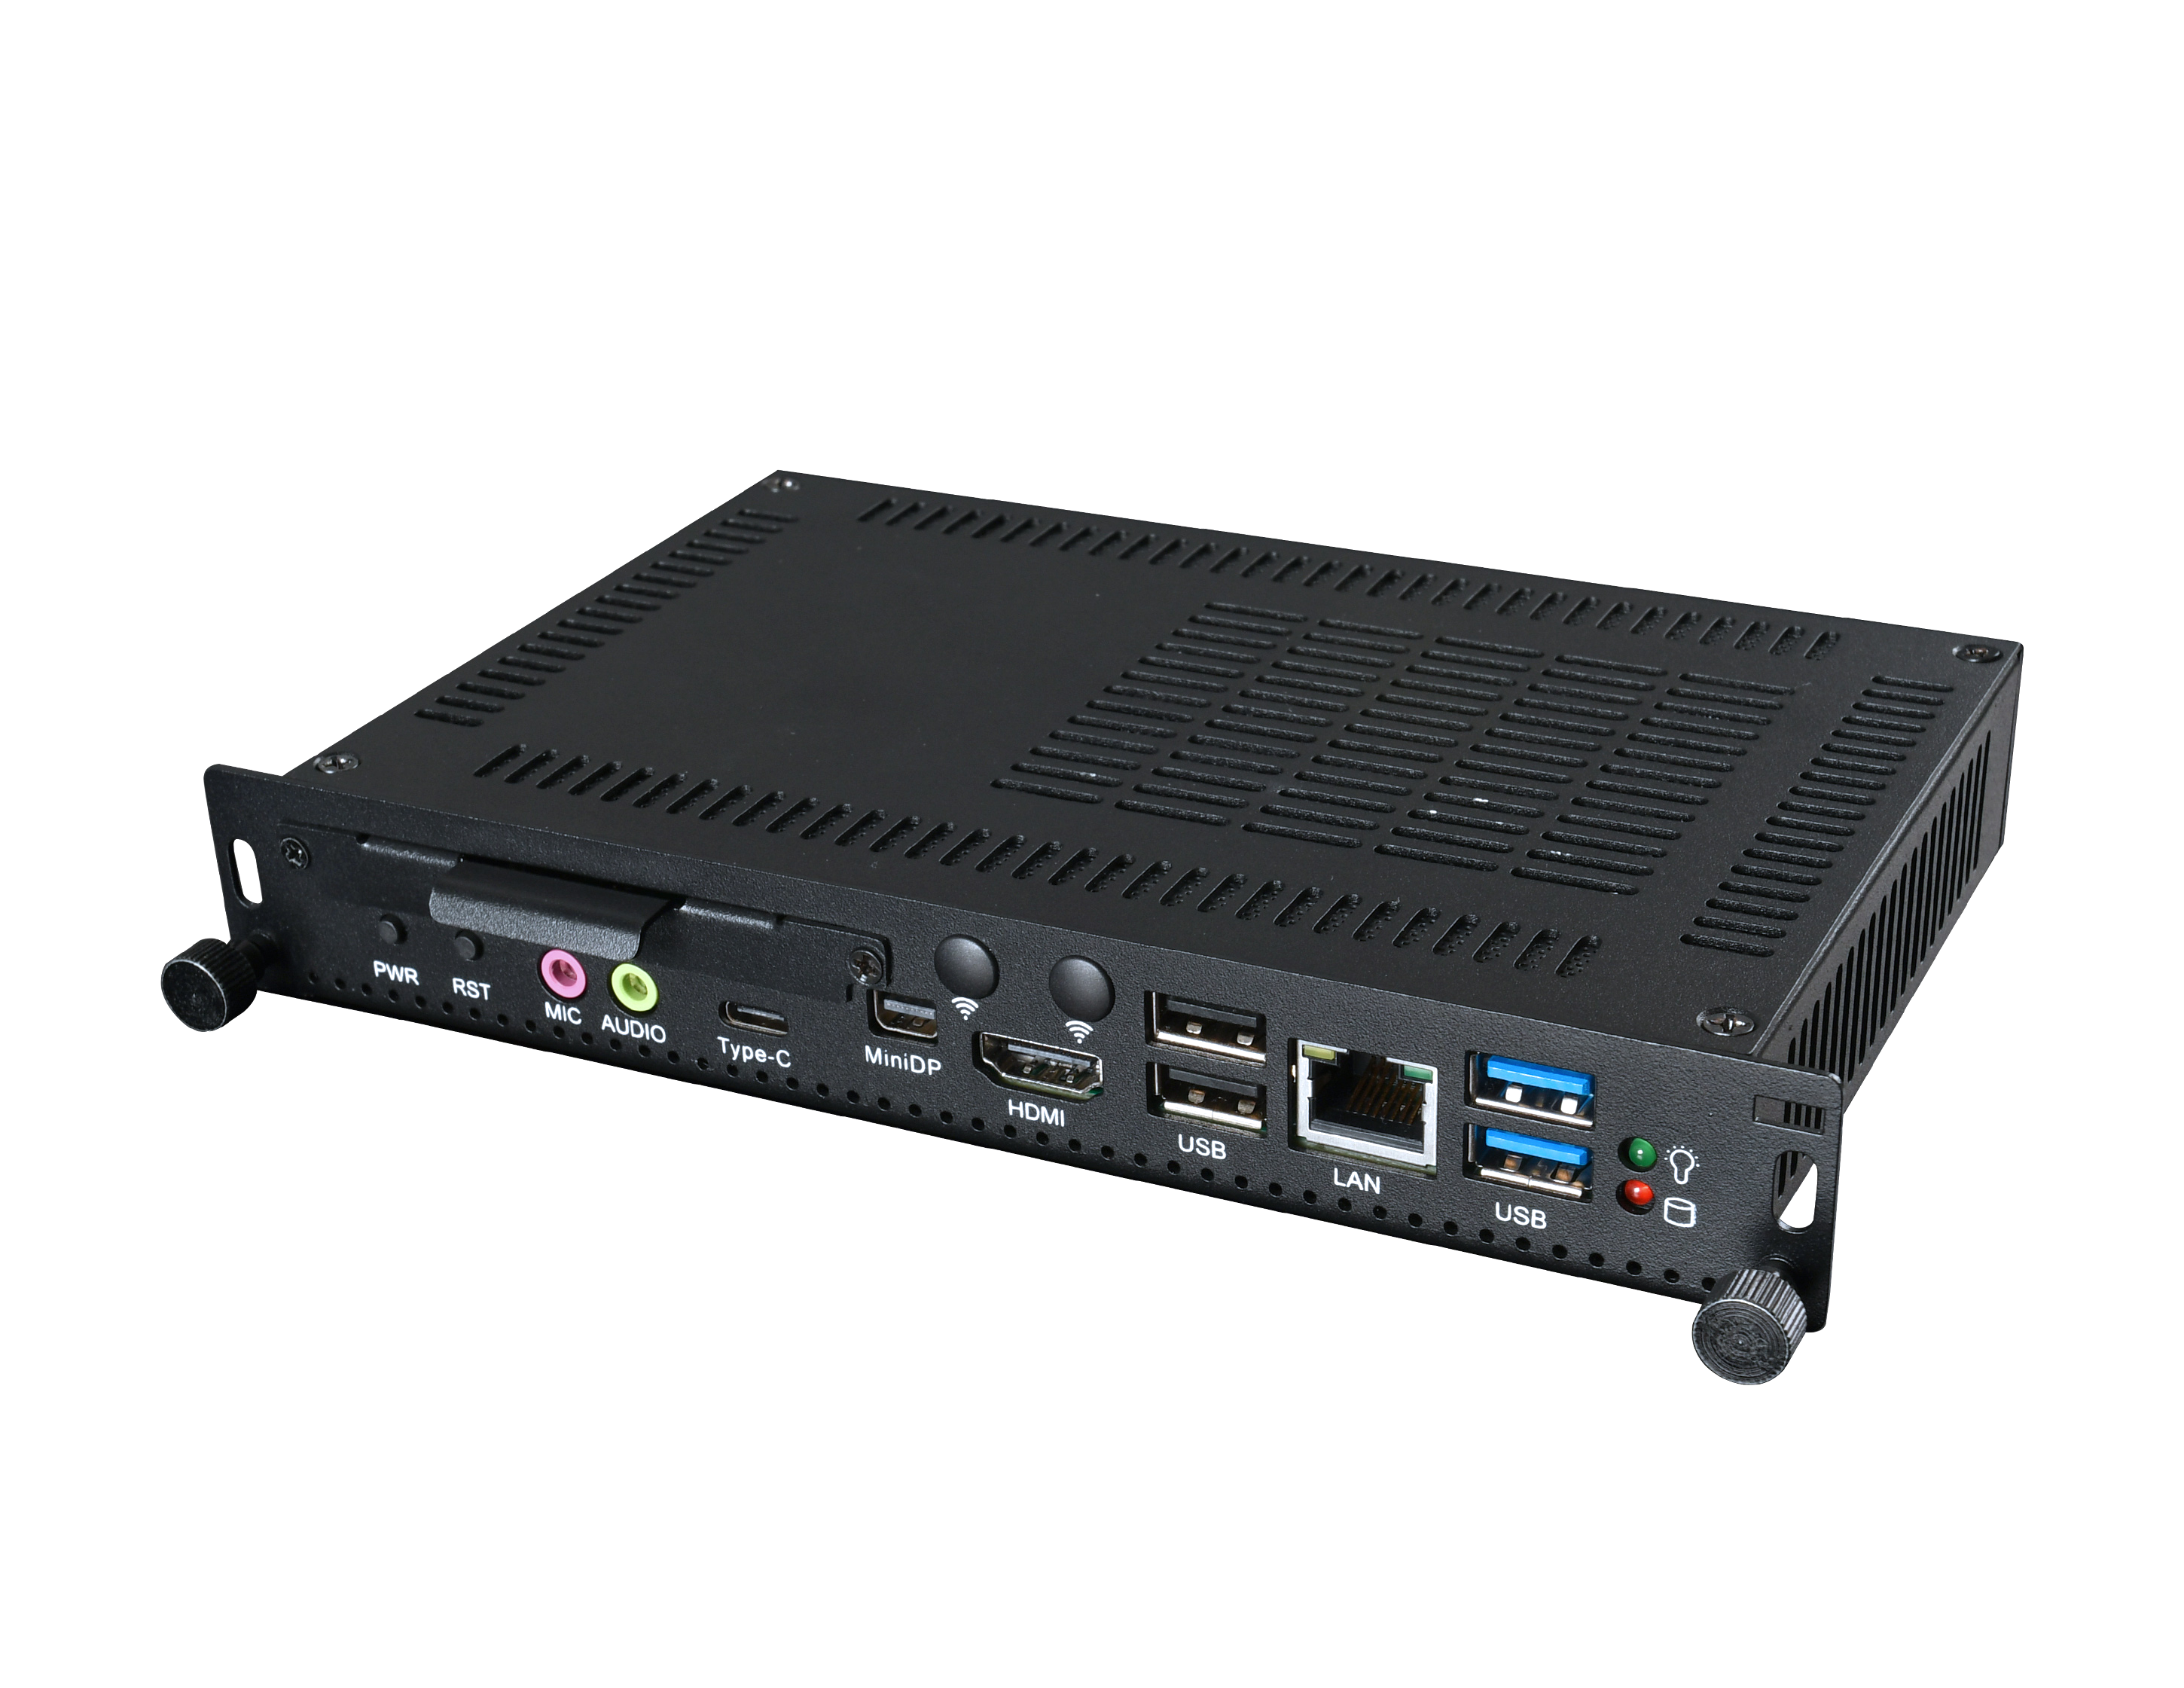 PWR
RST
MIC
AUDIO
Type-C
MiniDP
HDMI
USB
LAN
USB